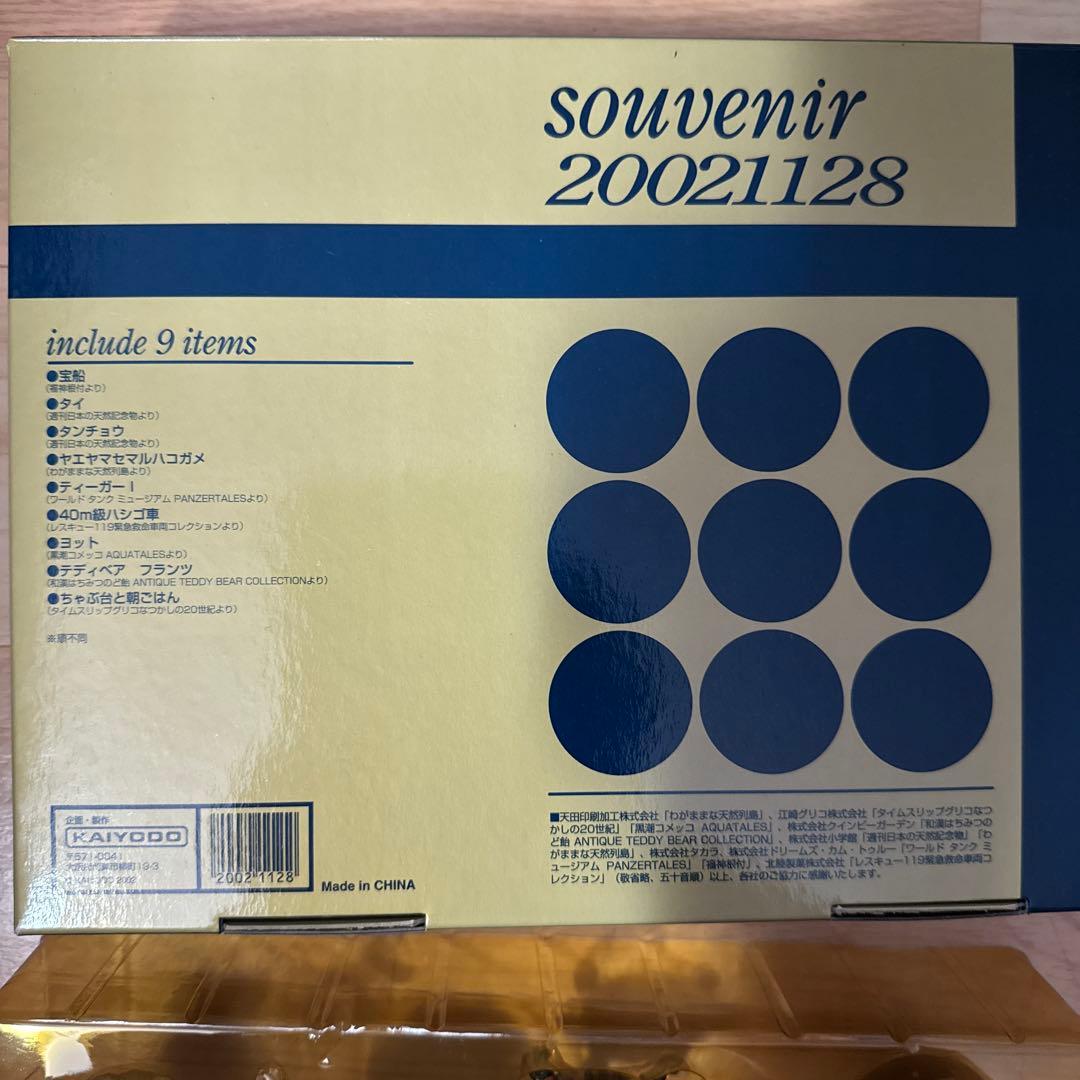 souvenir
20021128
include 9 items
●宝船
(福神根付より)
●タイ
(週刊日本の天然記念物より)
●タンチョウ
(週刊日本の天然記念物より)
●ヤエヤマセマルハコガメ
(わがままな天然列島より)
●ティーガーⅠ
(ワールド タンク ミュージアム PANZERTALESより)
●40m級ハシゴ車
(レスキュー119緊急救命車両コレクションより)
●ヨット
(黒潮コメッコ AQUATALESより)
●テディベア フランツ
(和漢はちみつのど飴 ANTIQUE TEDDY BEAR COLLECTIONより)
●ちゃぶ台と朝ごはん
(タイムスリップグリコなつかしの20世紀より)
※順不同
企画・製作
KAIYODO
〒571-0041
大阪府門真市柳町19-3
2002 1128
Made in CHINA
■天田印刷加工株式会社「わがままな天然列島」、江崎グリコ株式会社「タイムスリップグリコなつ
かしの20世紀」「黒潮コメッコ AQUATALES」、株式会社クインビーガーデン「和漢はちみつの
ど飴 ANTIQUE TEDDY BEAR COLLECTION」、株式会社小学館「週刊日本の天然記念物」「わ
がままな天然列島」、株式会社タカラ、株式会社ドリームズ・カム・トゥルー「ワールド タンク ミ
ュージアム PANZERTALES」「福神根付」、北陸製菓株式会社「レスキュー119緊急救命車両コ
レクション」(敬省略、五十音順)以上、各社のご協力に感謝いたします。